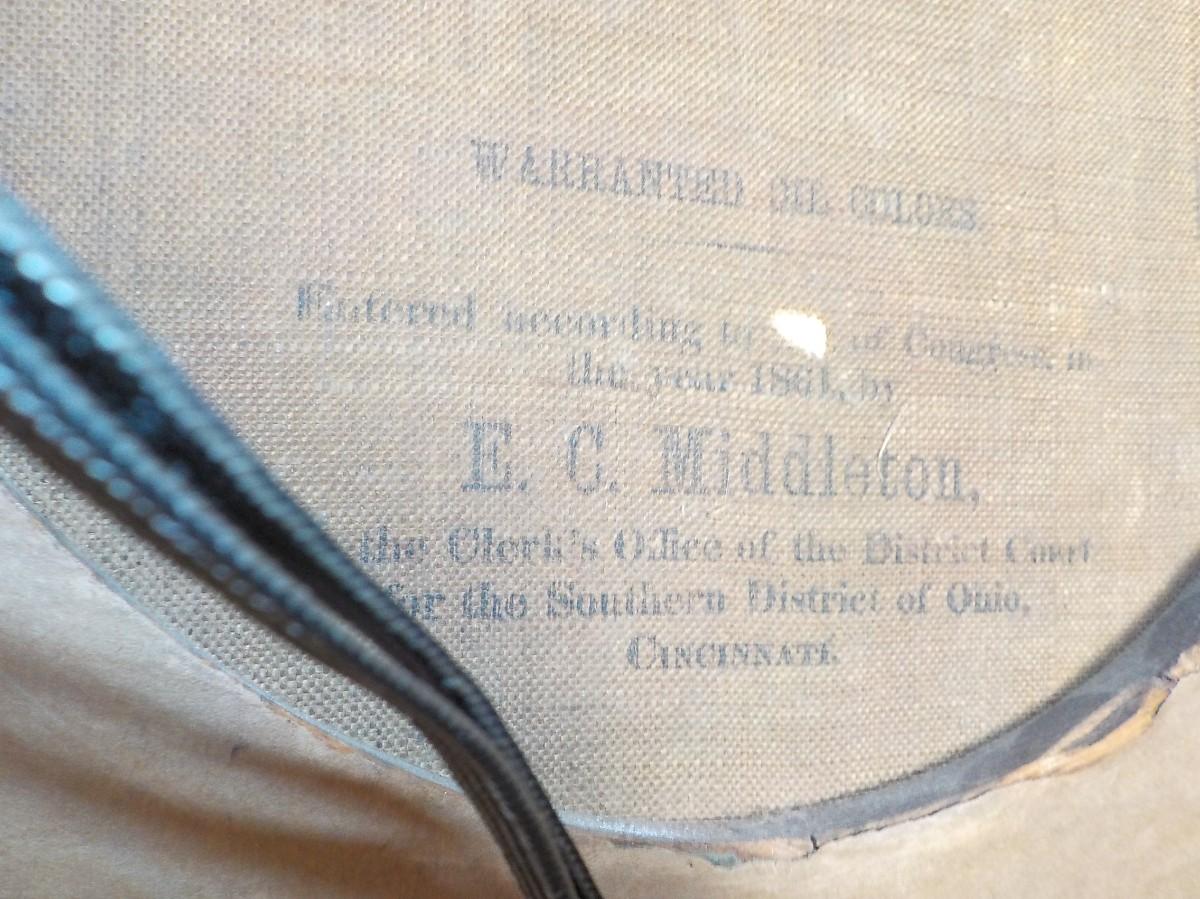 WARRANTED OIL COLORS
Entered according to of Congress, in
the year 1861, by
E. C. Middleton,
the Clerk's Office of the District Court
for the Southern District of Ohio,
CINCINNATI.